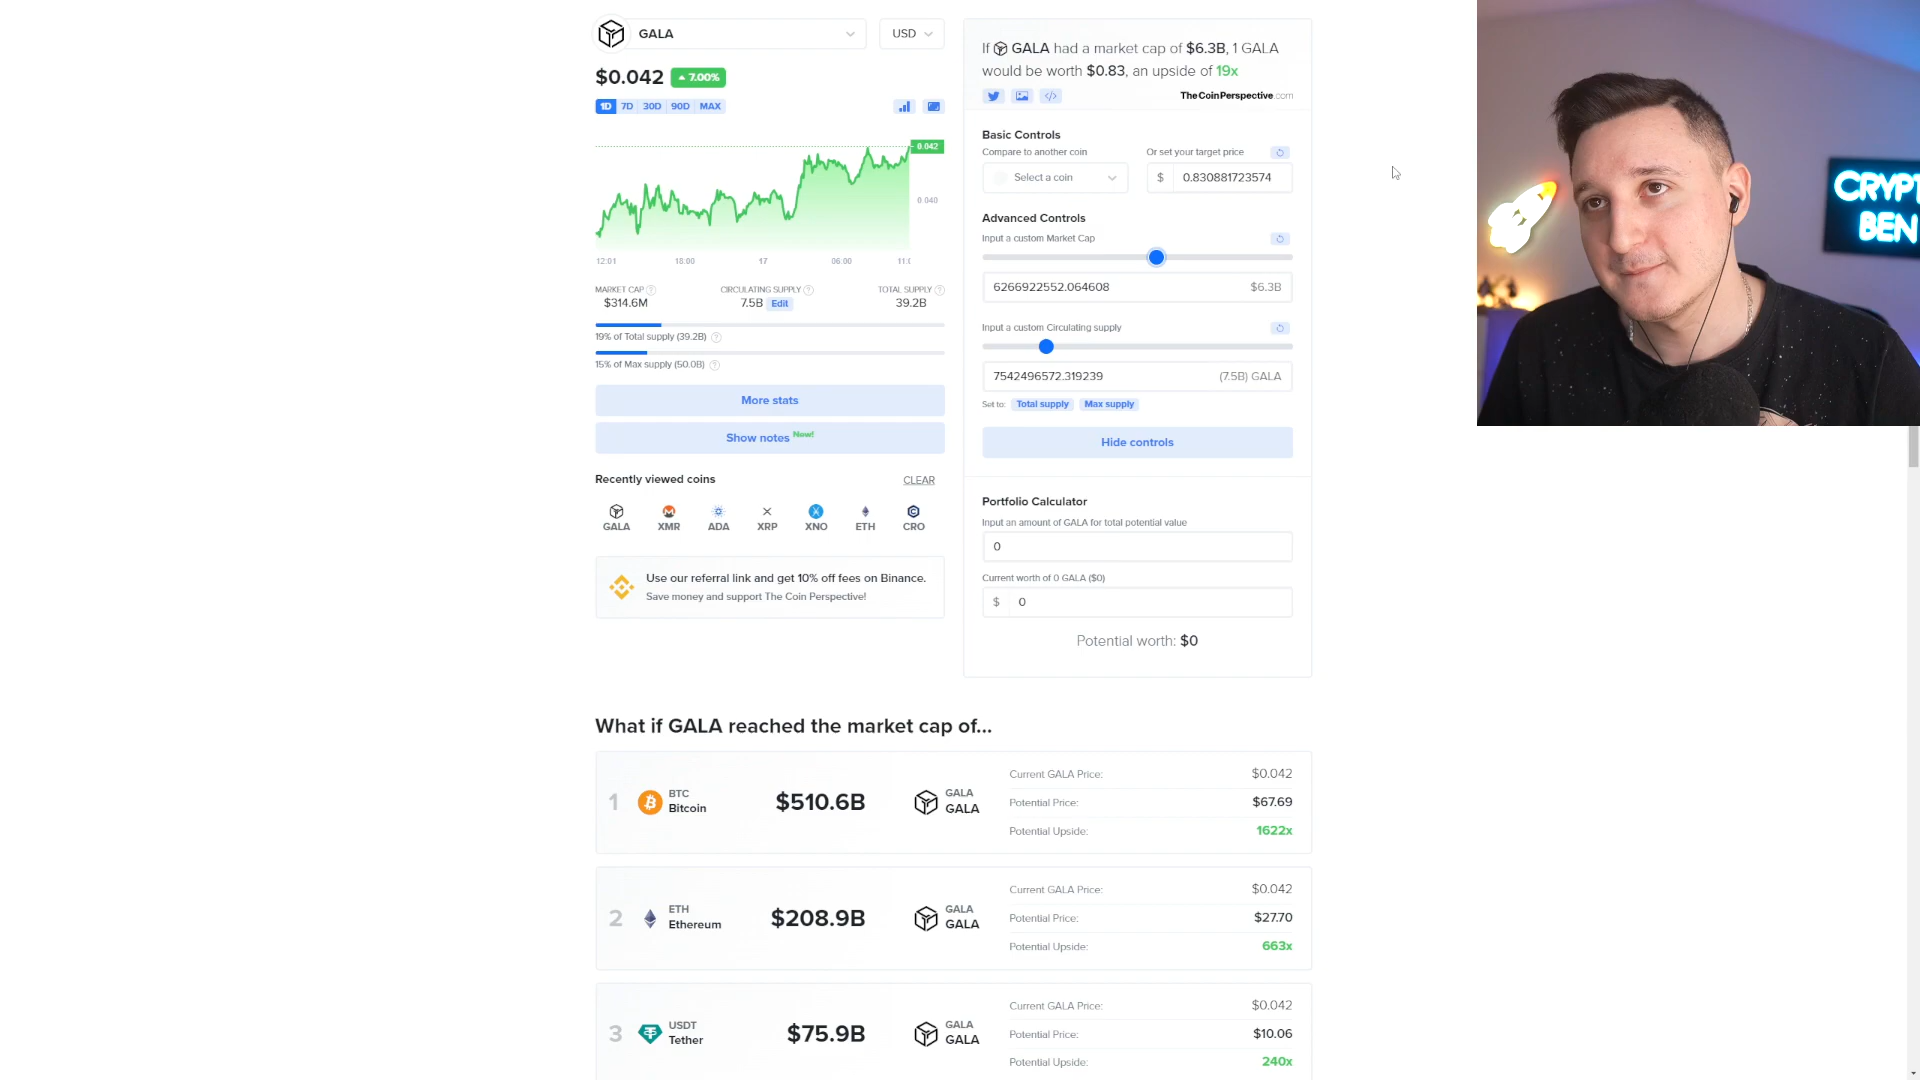 GALA
USD
$0.042
7.00%
1D 7D 30D 90D MAX
0.042
0.040
12:01 18:00 17 06:00 11:
MARKET CAP CIRCULATING SUPPLY TOTAL SUPPLY
$314.6M 7.5B Edit 39.2B
19% of Total supply (39.2B)
15% of Max supply (50.0B)
More stats
Show notes New!
Recently viewed coins CLEAR
GALA XMR ADA XRP XNO ETH CRO
Use our referral link and get 10% off fees on Binance.
Save money and support The Coin Perspective!
If GALA had a market cap of $6.3B, 1 GALA
would be worth $0.83, an upside of 19x
TheCoinPerspective.com
Basic Controls
Compare to another coin Or set your target price
Select a coin $ 0.830881723574
Advanced Controls
Input a custom Market Cap
6266922552.064608 $6.3B
Input a custom Circulating supply
7542496572.319239 (7.5B) GALA
Set to: Total supply Max supply
Hide controls
Portfolio Calculator
Input an amount of GALA for total potential value
0
Current worth of 0 GALA ($0)
$ 0
Potential worth: $0
CRYPT
BEN
What if GALA reached the market cap of...
1 BTC Bitcoin $510.6B GALA GALA
Current GALA Price: $0.042
Potential Price: $67.69
Potential Upside: 1622x
2 ETH Ethereum $208.9B GALA GALA
Current GALA Price: $0.042
Potential Price: $27.70
Potential Upside: 663x
3 USDT Tether $75.9B GALA GALA
Current GALA Price: $0.042
Potential Price: $10.06
Potential Upside: 240x